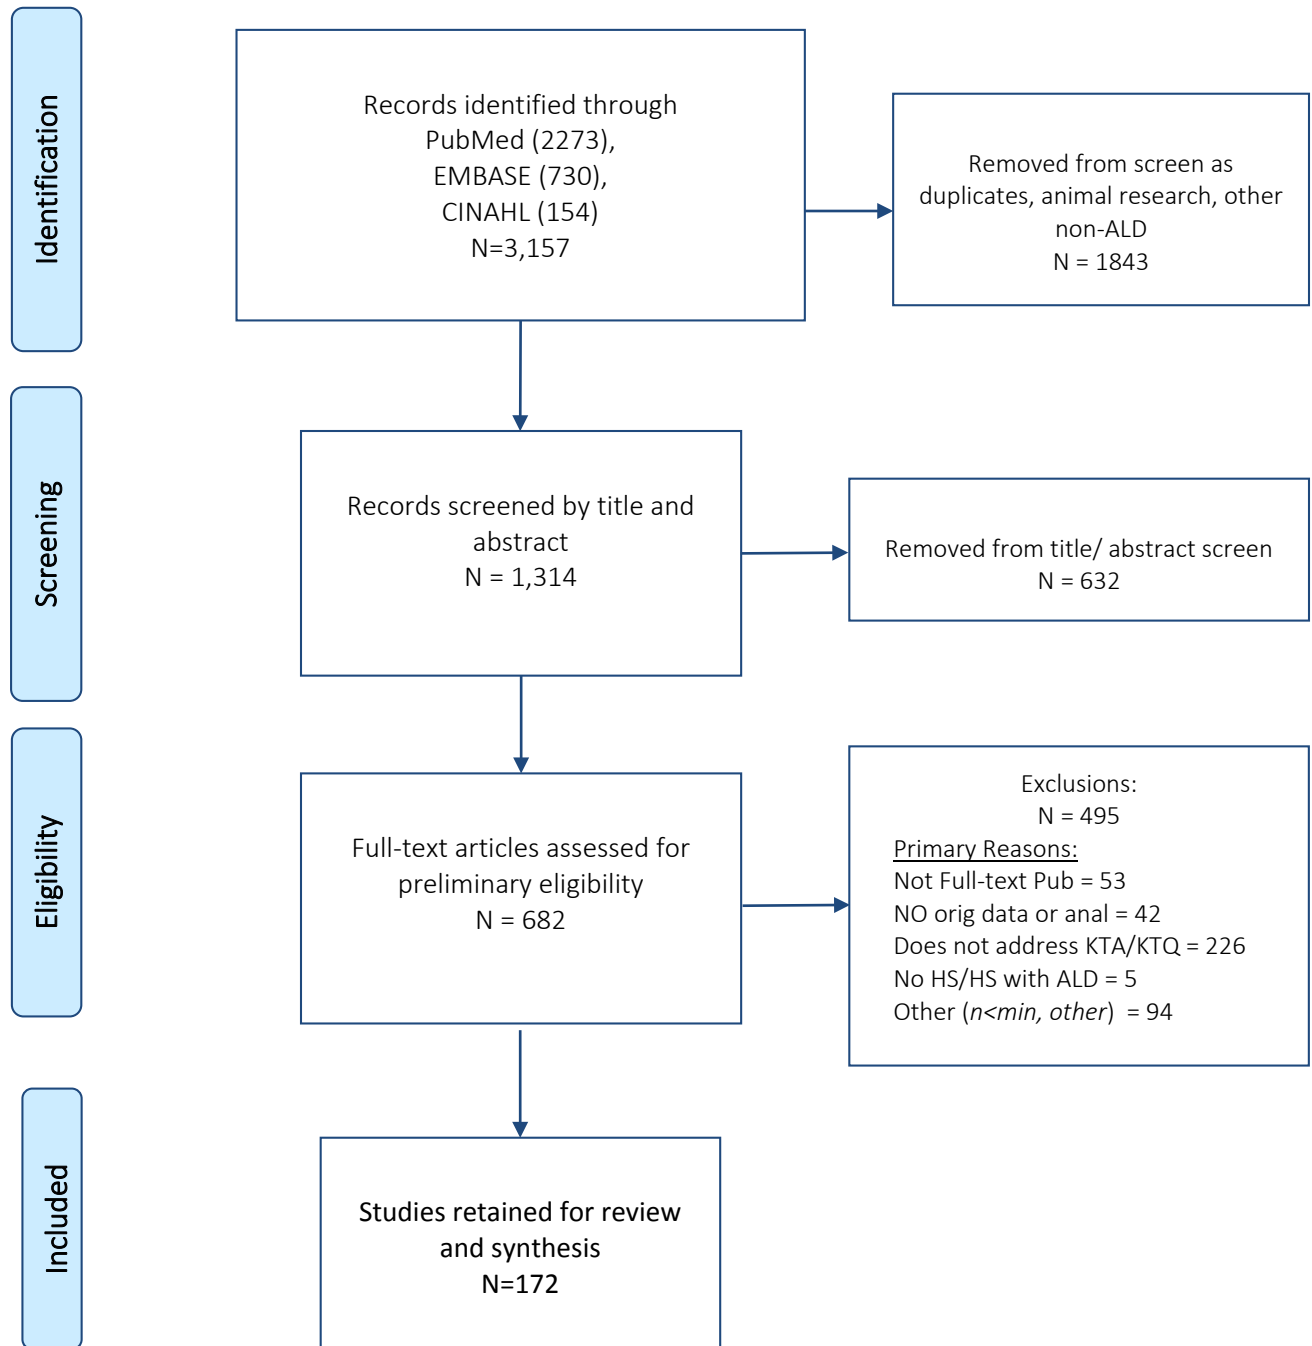 Identification
Records identified through
PubMed (2273),
EMBASE (730),
CINAHL (154)
N=3,157
Removed from screen as
duplicates, animal research, other
non-ALD
N = 1843
Screening
Records screened by title and
abstract
N = 1,314
Removed from title/ abstract screen
N = 632
Eligibility
Full-text articles assessed for
preliminary eligibility
N = 682
Exclusions:
N = 495
Primary Reasons:
Not Full-text Pub = 53
NO orig data or anal = 42
Does not address KTA/KTQ = 226
No HS/HS with ALD = 5
Other (n<min, other) = 94
Included
Studies retained for review
and synthesis
N=172